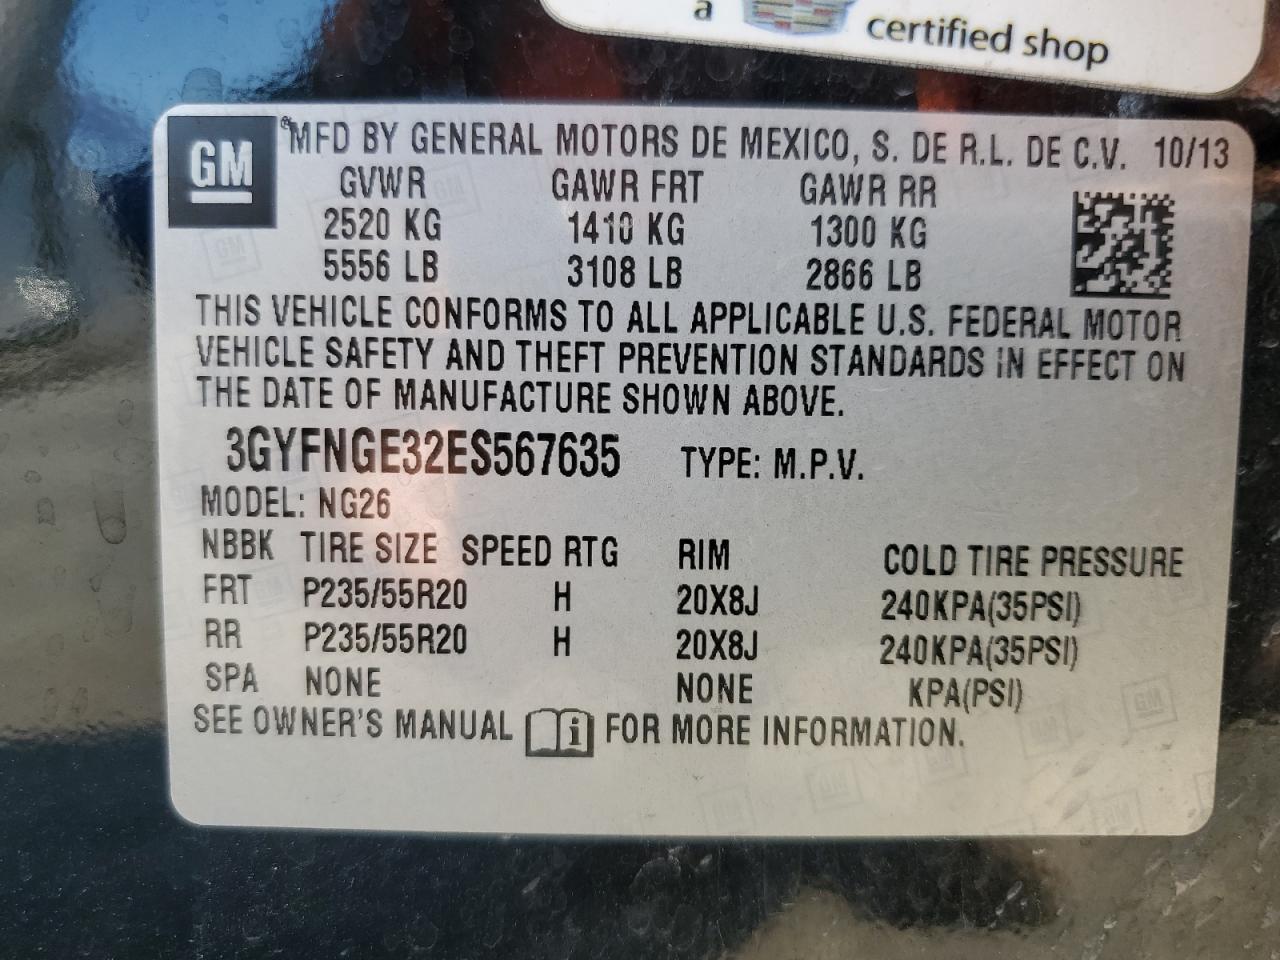 a certified shop
GM
® MFD BY GENERAL MOTORS DE MEXICO, S. DE R.L. DE C.V. 10/13
GVWR GAWR FRT GAWR RR
2520 KG 1410 KG 1300 KG
5556 LB 3108 LB 2866 LB
THIS VEHICLE CONFORMS TO ALL APPLICABLE U.S. FEDERAL MOTOR
VEHICLE SAFETY AND THEFT PREVENTION STANDARDS IN EFFECT ON
THE DATE OF MANUFACTURE SHOWN ABOVE.
3GYFNGE32ES567635 TYPE: M.P.V.
MODEL: NG26
NBBK TIRE SIZE SPEED RTG RIM COLD TIRE PRESSURE
FRT P235/55R20 H 20X8J 240KPA(35PSI)
RR P235/55R20 H 20X8J 240KPA(35PSI)
SPA NONE NONE KPA(PSI)
SEE OWNER'S MANUAL i FOR MORE INFORMATION.